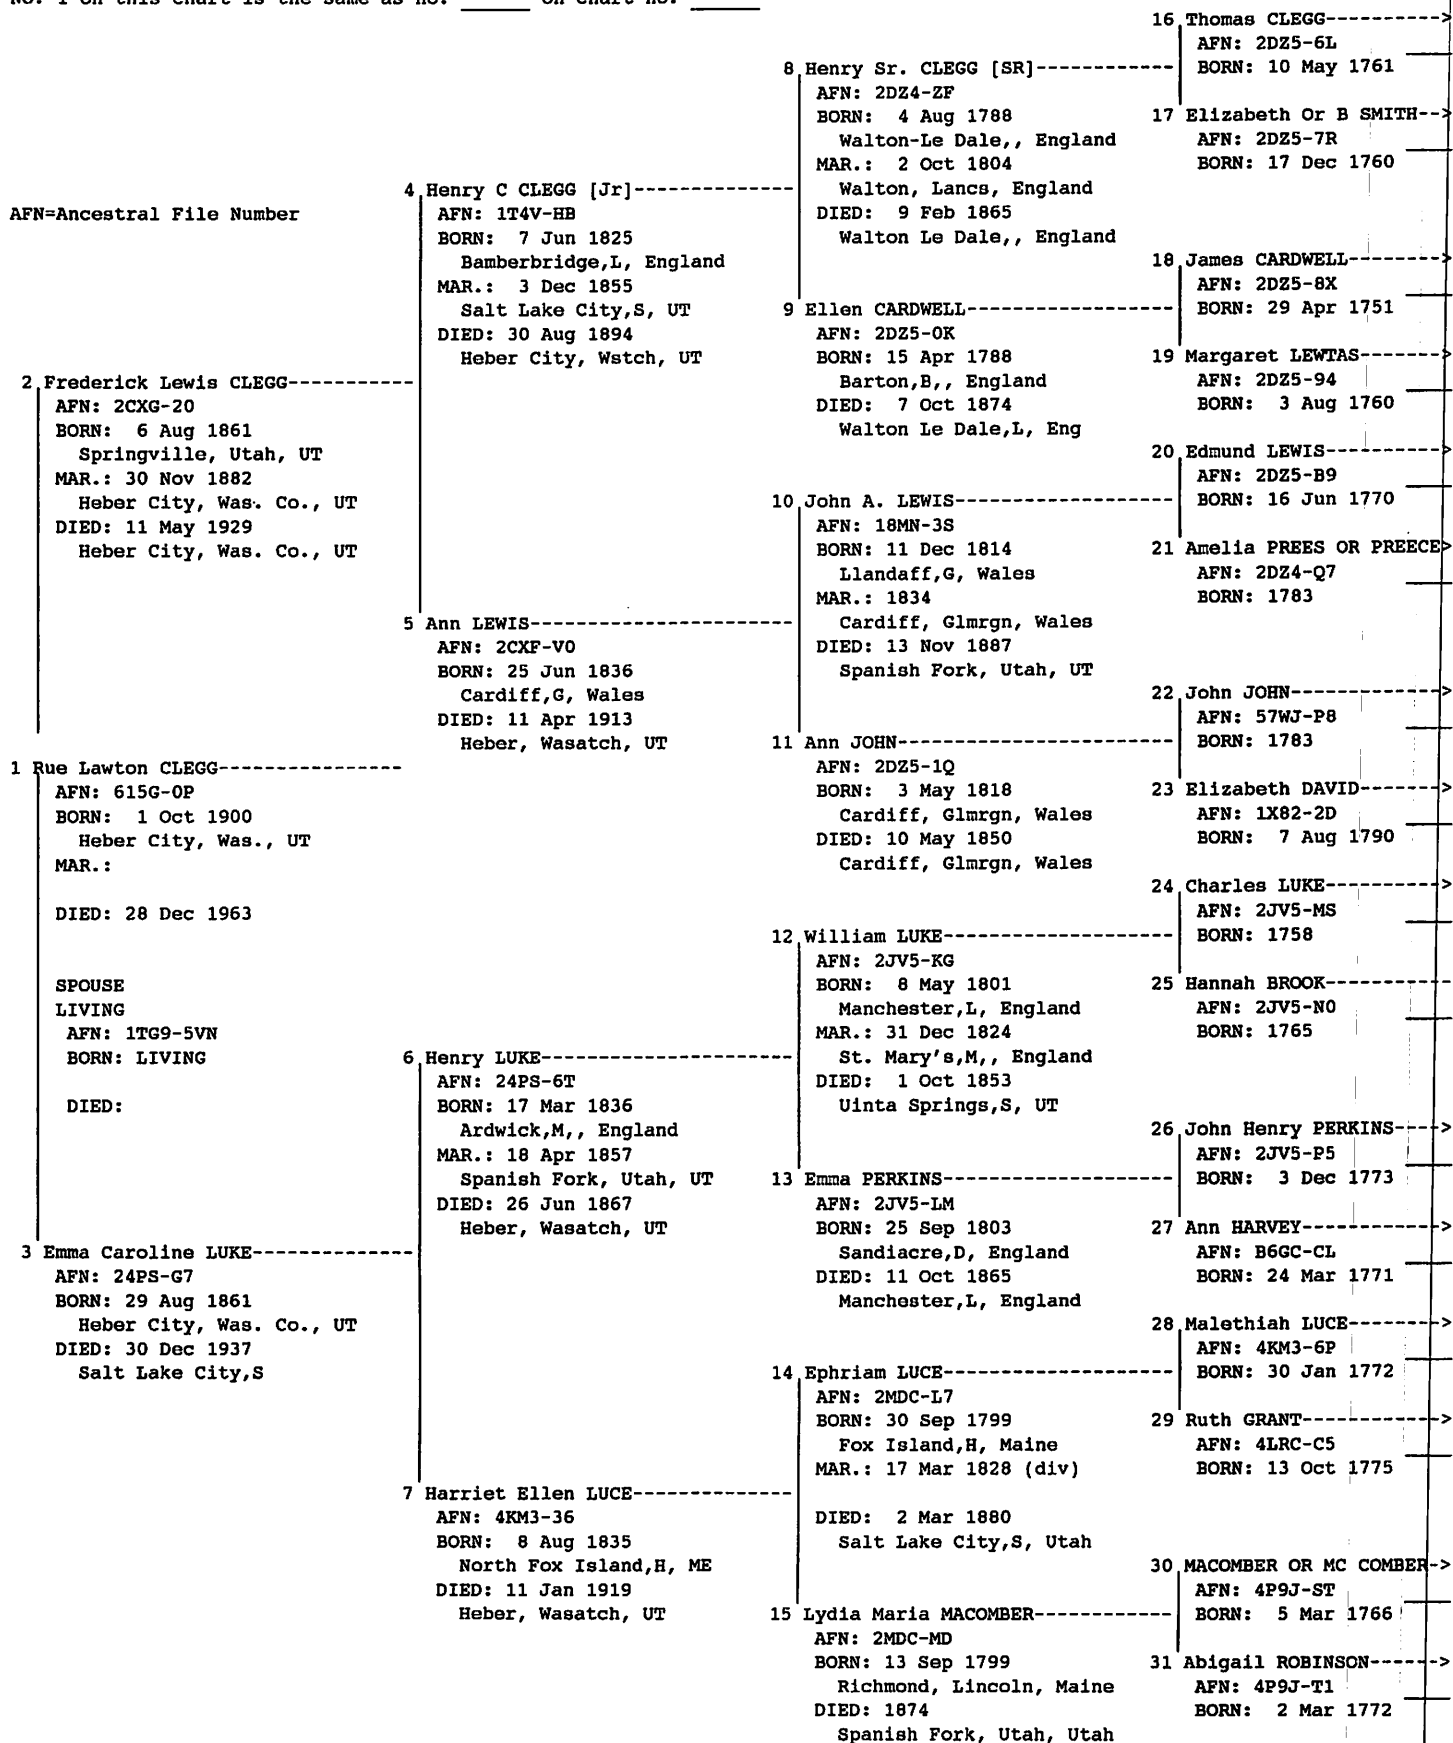 No. 1 on this chart is the same as no. ______ on chart no. ______
16 Thomas CLEGG----------->
AFN: 2DZ5-6L
BORN: 10 May 1761
8 Henry Sr. CLEGG [SR]------------
AFN: 2DZ4-ZF
BORN: 4 Aug 1788
Walton-Le Dale,, England
MAR.: 2 Oct 1804
Walton, Lancs, England
DIED: 9 Feb 1865
Walton Le Dale,, England
17 Elizabeth Or B SMITH-->
AFN: 2DZ5-7R
BORN: 17 Dec 1760
4 Henry C CLEGG [Jr]--------------
AFN: 1T4V-HB
BORN: 7 Jun 1825
Bamberbridge,L, England
MAR.: 3 Dec 1855
Salt Lake City,S, UT
DIED: 30 Aug 1894
Heber City, Wstch, UT
AFN=Ancestral File Number
18 James CARDWELL--------->
AFN: 2DZ5-8X
BORN: 29 Apr 1751
9 Ellen CARDWELL------------------
AFN: 2DZ5-0K
BORN: 15 Apr 1788
Barton,B,, England
DIED: 7 Oct 1874
Walton Le Dale,L, Eng
19 Margaret LEWTAS-------->
AFN: 2DZ5-94
BORN: 3 Aug 1760
2 Frederick Lewis CLEGG-----------
AFN: 2CXG-20
BORN: 6 Aug 1861
Springville, Utah, UT
MAR.: 30 Nov 1882
Heber City, Was. Co., UT
DIED: 11 May 1929
Heber City, Was. Co., UT
20 Edmund LEWIS----------->
AFN: 2DZ5-B9
BORN: 16 Jun 1770
10 John A. LEWIS-------------------
AFN: 18MN-3S
BORN: 11 Dec 1814
Llandaff,G, Wales
MAR.: 1834
Cardiff, Glmrgn, Wales
DIED: 13 Nov 1887
Spanish Fork, Utah, UT
21 Amelia PREES OR PREECE>
AFN: 2DZ4-Q7
BORN: 1783
5 Ann LEWIS-----------------------
AFN: 2CXF-V0
BORN: 25 Jun 1836
Cardiff,G, Wales
DIED: 11 Apr 1913
Heber, Wasatch, UT
22 John JOHN-------------->
AFN: 57WJ-P8
BORN: 1783
11 Ann JOHN-----------------------
AFN: 2DZ5-1Q
BORN: 3 May 1818
Cardiff, Glmrgn, Wales
DIED: 10 May 1850
Cardiff, Glmrgn, Wales
23 Elizabeth DAVID-------->
AFN: 1X82-2D
BORN: 7 Aug 1790
1 Rue Lawton CLEGG----------------
AFN: 615G-0P
BORN: 1 Oct 1900
Heber City, Was., UT
MAR.:
DIED: 28 Dec 1963
SPOUSE
LIVING
AFN: 1TG9-5VN
BORN: LIVING
DIED:
24 Charles LUKE----------->
AFN: 2JV5-MS
BORN: 1758
12 William LUKE-------------------
AFN: 2JV5-KG
BORN: 8 May 1801
Manchester,L, England
MAR.: 31 Dec 1824
St. Mary's,M,, England
DIED: 1 Oct 1853
Uinta Springs,S, UT
25 Hannah BROOK------------
AFN: 2JV5-N0
BORN: 1765
6 Henry LUKE----------------------
AFN: 24PS-6T
BORN: 17 Mar 1836
Ardwick,M,, England
MAR.: 18 Apr 1857
Spanish Fork, Utah, UT
DIED: 26 Jun 1867
Heber, Wasatch, UT
26 John Henry PERKINS---->
AFN: 2JV5-P5
BORN: 3 Dec 1773
13 Emma PERKINS-------------------
AFN: 2JV5-LM
BORN: 25 Sep 1803
Sandiacre,D, England
DIED: 11 Oct 1865
Manchester,L, England
27 Ann HARVEY------------->
AFN: B6GC-CL
BORN: 24 Mar 1771
3 Emma Caroline LUKE--------------
AFN: 24PS-G7
BORN: 29 Aug 1861
Heber City, Was. Co., UT
DIED: 30 Dec 1937
Salt Lake City,S
28 Malethiah LUCE--------->
AFN: 4KM3-6P
BORN: 30 Jan 1772
14 Ephriam LUCE-------------------
AFN: 2MDC-L7
BORN: 30 Sep 1799
Fox Island,H, Maine
MAR.: 17 Mar 1828 (div)
DIED: 2 Mar 1880
Salt Lake City,S, Utah
29 Ruth GRANT------------->
AFN: 4LRC-C5
BORN: 13 Oct 1775
7 Harriet Ellen LUCE--------------
AFN: 4KM3-36
BORN: 8 Aug 1835
North Fox Island,H, ME
DIED: 11 Jan 1919
Heber, Wasatch, UT
30 MACOMBER OR MC COMBER->
AFN: 4P9J-ST
BORN: 5 Mar 1766
15 Lydia Maria MACOMBER------------
AFN: 2MDC-MD
BORN: 13 Sep 1799
Richmond, Lincoln, Maine
DIED: 1874
Spanish Fork, Utah, Utah
31 Abigail ROBINSON------->
AFN: 4P9J-T1
BORN: 2 Mar 1772